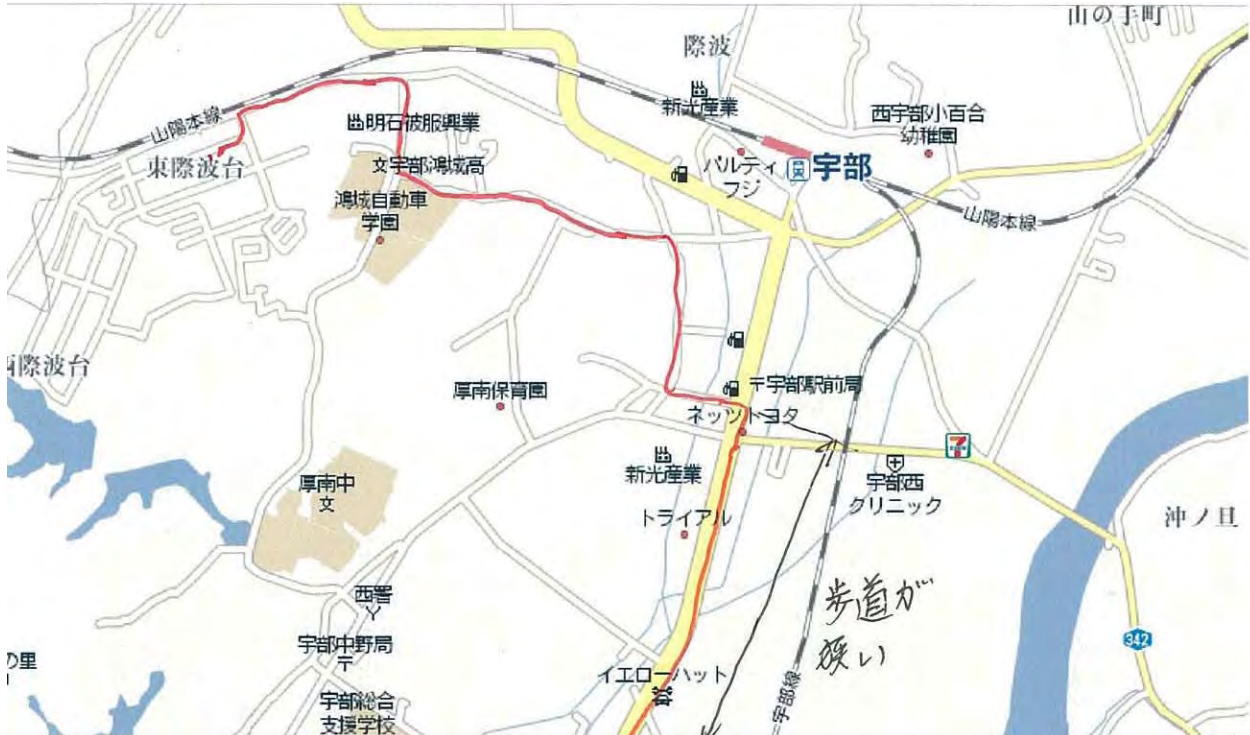 山の手町
際波
新光産業
西宇部小百合
幼稚園
山陽本線
明石被服興業
パルティ
フジ
宇部
東際波台
文宇部鴻城高
鴻城自動車
学園
山陽本線
西際波台
厚南保育園
〒宇部駅前局
ネッツトヨタ
新光産業
7
宇部西
クリニック
厚南中
文
トライアル
沖ノ旦
西署
Y
歩道が
狭い
宇部中野局
〒
342
の里
イエローハット
宇部線
宇部総合
支援学校